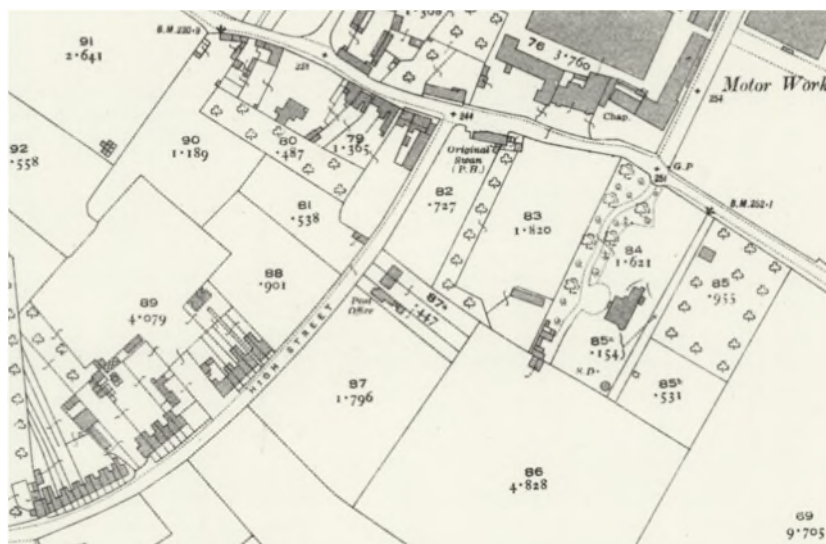 B.M.230·9
91
2·641
76
3·760
Motor Work
254
Chap.
244
92
·558
90
1·189
80
·487
79
1·365
Original
Swan
(P.H.)
G.P
251
B.M.252·1
82
·727
83
1·820
81
·538
84
1·621
85
·955
88
·901
89
4·079
Post
Office
87a
·447
85a
·154
S.D.
85b
·531
HIGH STREET
87
1·796
86
4·828
69
9·705